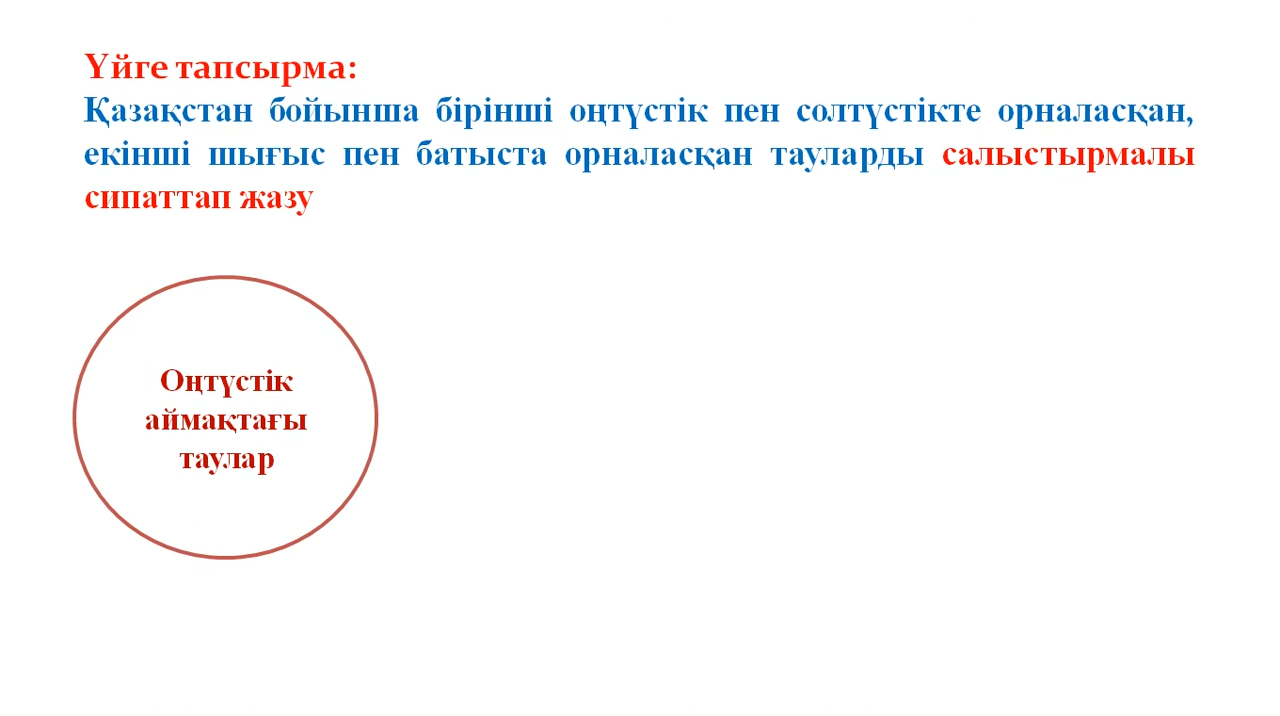 Үйге тапсырма:
Қазақстан бойынша бірінші оңтүстік пен солтүстікте орналасқан,
екінші шығыс пен батыста орналасқан тауларды салыстырмалы
сипаттап жазу
Оңтүстік
аймақтағы
таулар